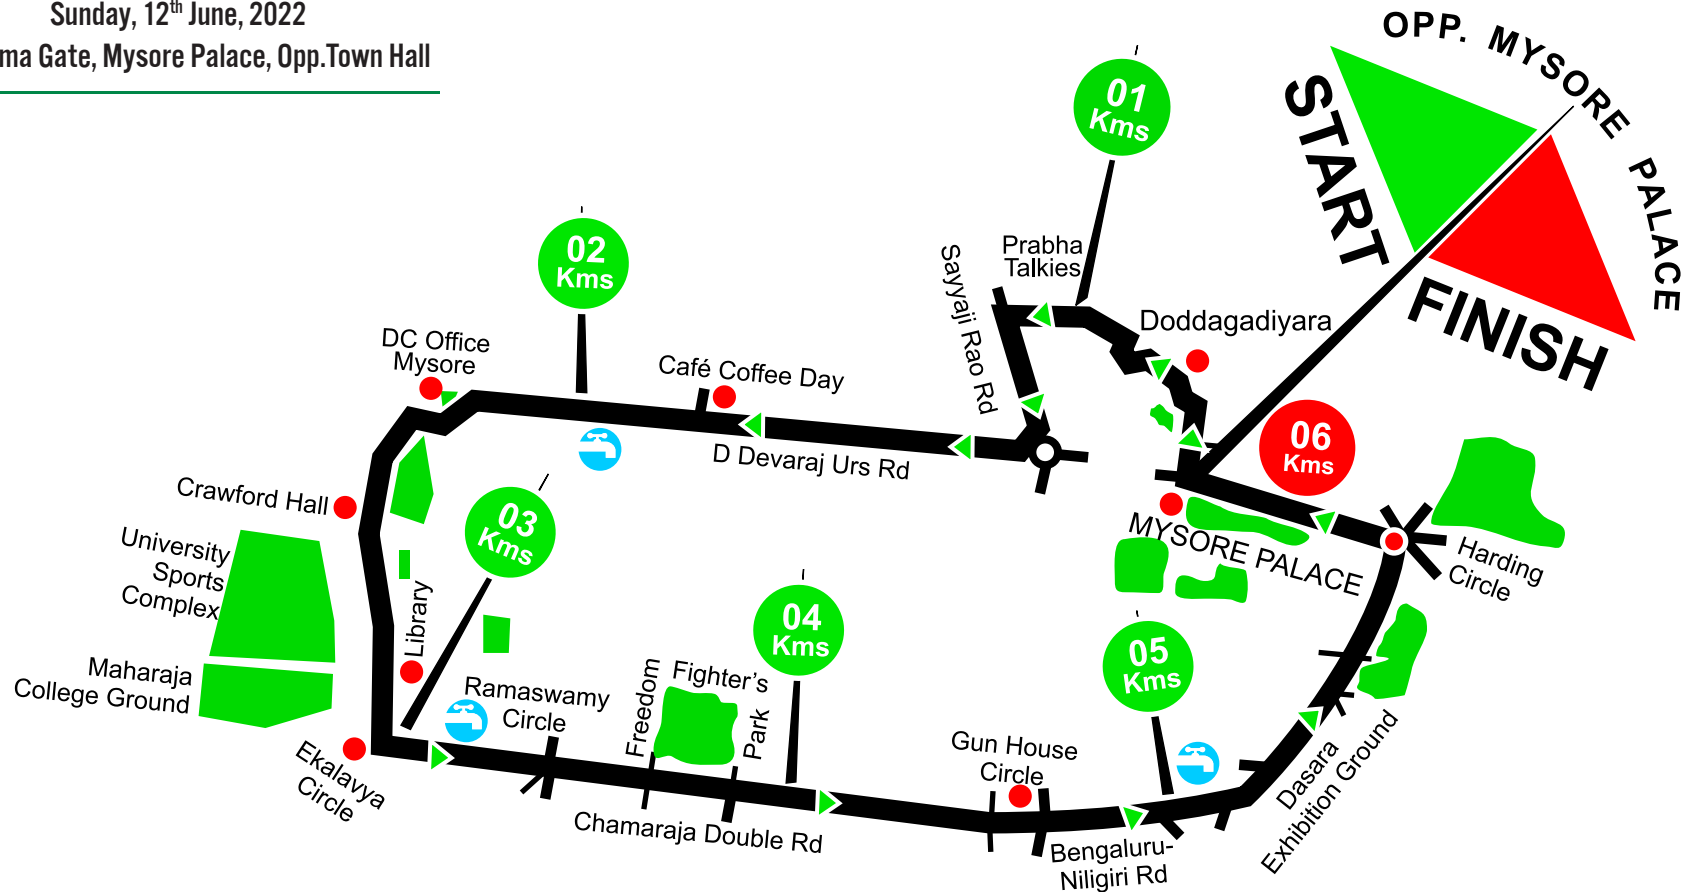 Sunday, 12th June, 2022
ma Gate, Mysore Palace, Opp.Town Hall
OPP. MYSORE PALACE
START
FINISH
01
Kms
02
Kms
Prabha
Talkies
Sayyaji Rao Rd
Doddagadiyara
DC Office
Mysore
Café Coffee Day
D Devaraj Urs Rd
06
Kms
Crawford Hall
03
Kms
MYSORE PALACE
Harding
Circle
University
Sports
Complex
Library
04
Kms
05
Kms
Maharaja
College Ground
Ramaswamy
Circle
Freedom
Fighter's
Park
Ekalavya
Circle
Gun House
Circle
Chamaraja Double Rd
Bengaluru-
Niligiri Rd
Dasara
Exhibition Ground